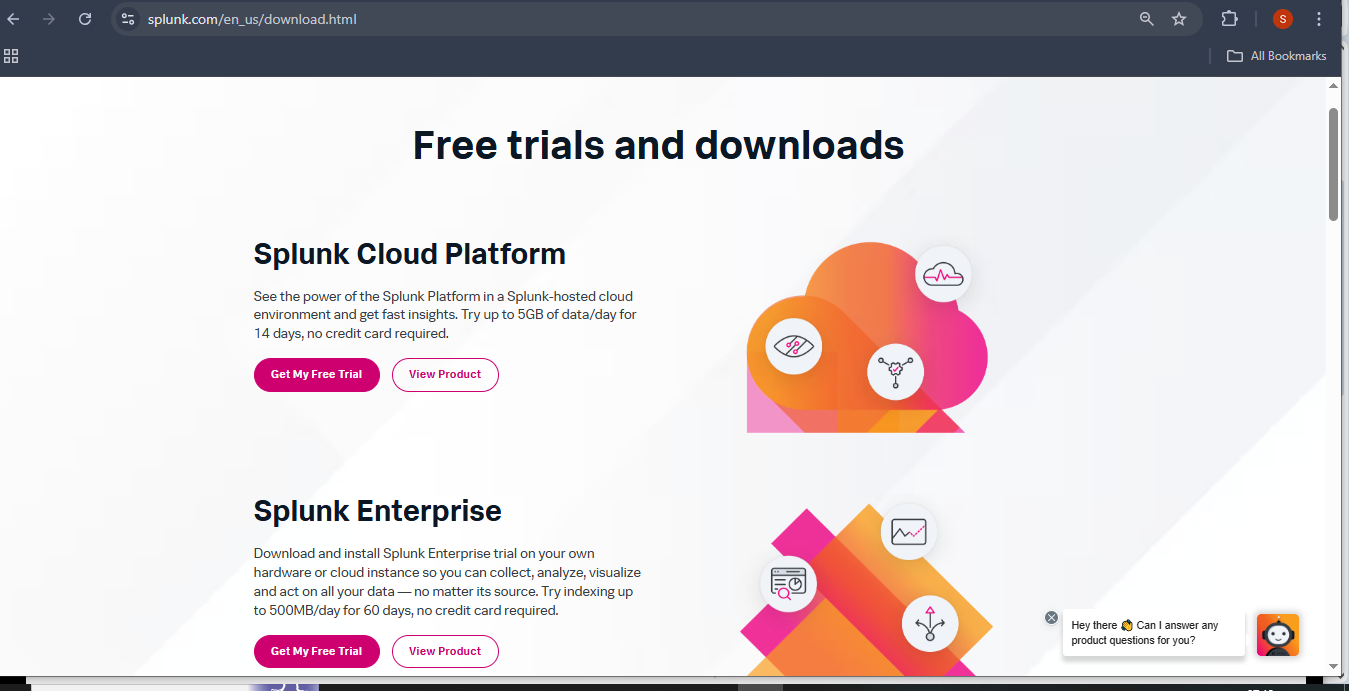 splunk.com/en_us/download.html
S
All Bookmarks
Free trials and downloads
Splunk Cloud Platform
See the power of the Splunk Platform in a Splunk-hosted cloud
environment and get fast insights. Try up to 5GB of data/day for
14 days, no credit card required.
Get My Free Trial
View Product
Splunk Enterprise
Download and install Splunk Enterprise trial on your own
hardware or cloud instance so you can collect, analyze, visualize
and act on all your data — no matter its source. Try indexing up
to 500MB/day for 60 days, no credit card required.
Get My Free Trial
View Product
Hey there 👏 Can I answer any
product questions for you?